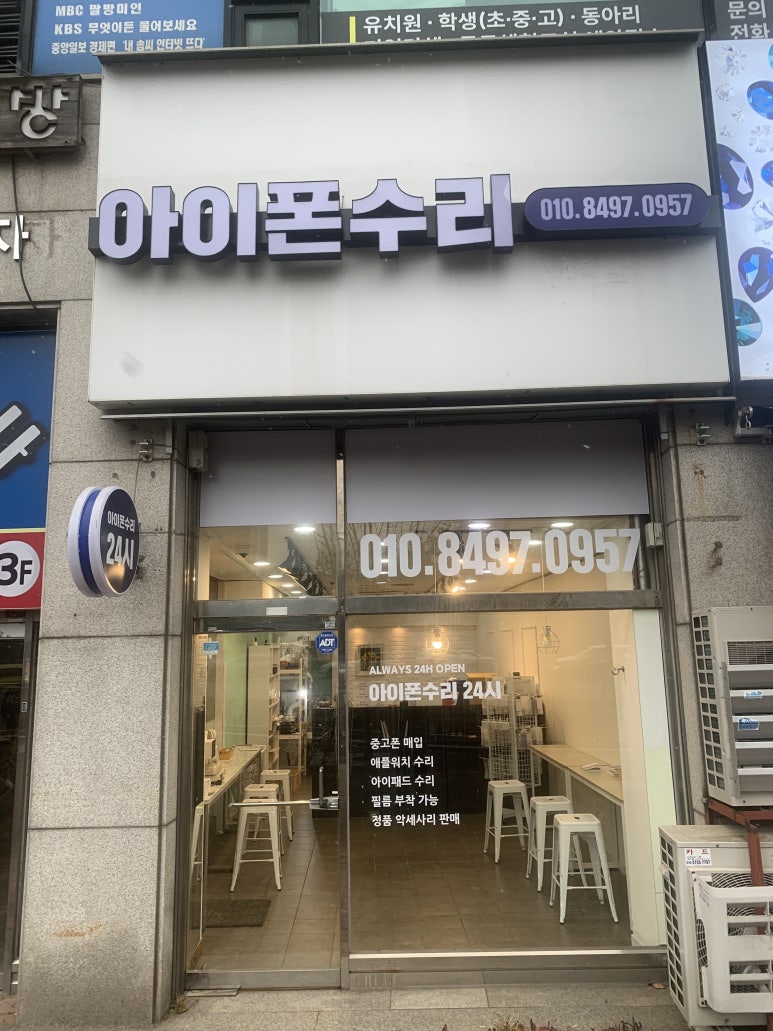 MBC 팔방미인
KBS 무엇이든 물어보세요
중앙일보 경제면 '내 솜씨 인터넷 뜨다'
유치원 · 학생(초·중·고) · 동아리
문의
전화
방
자
아이폰수리
010.8497.0957
아이폰수리
24시
3F
010.8497.0957
ADT
ALWAYS 24H OPEN
아이폰수리 24시
중고폰 매입
애플워치 수리
아이패드 수리
필름 부착 가능
정품 악세사리 판매
카드